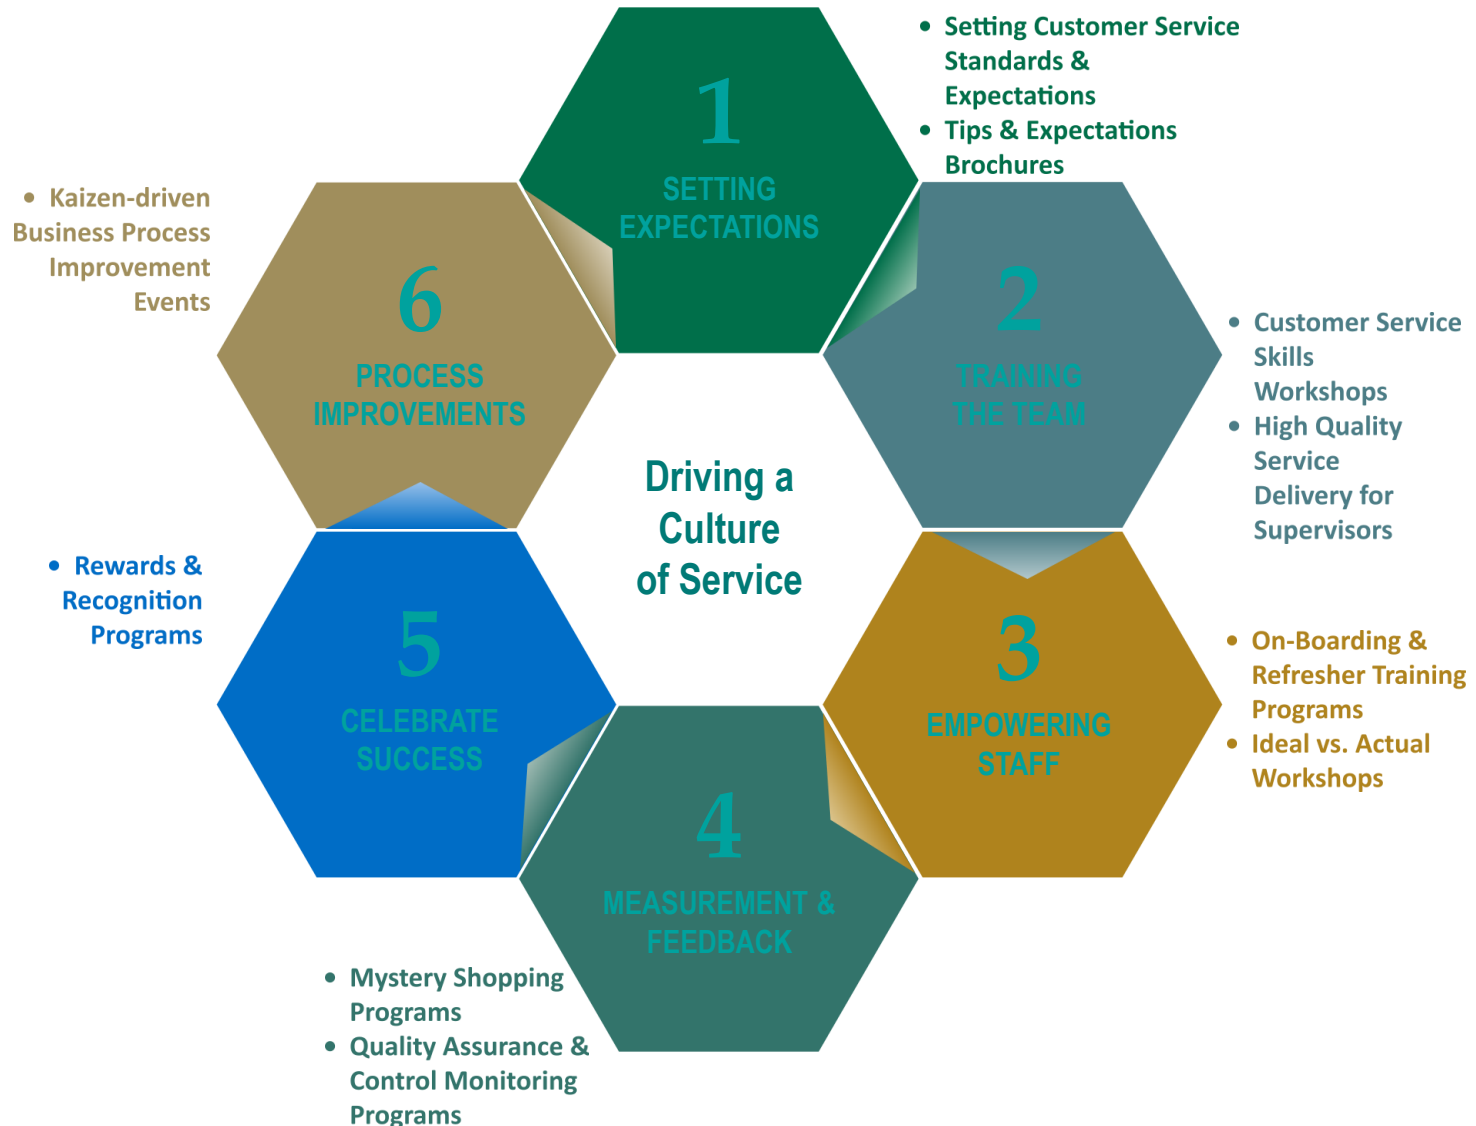 1
SETTING
EXPECTATIONS
• Setting Customer Service
Standards &
Expectations
• Tips & Expectations
Brochures
2
TRAINING
THE TEAM
• Customer Service
Skills
Workshops
• High Quality
Service
Delivery for
Supervisors
3
EMPOWERING
STAFF
• On-Boarding &
Refresher Training
Programs
• Ideal vs. Actual
Workshops
4
MEASUREMENT &
FEEDBACK
• Mystery Shopping
Programs
• Quality Assurance &
Control Monitoring
Programs
5
CELEBRATE
SUCCESS
• Rewards &
Recognition
Programs
6
PROCESS
IMPROVEMENTS
• Kaizen-driven
Business Process
Improvement
Events
Driving a
Culture
of Service